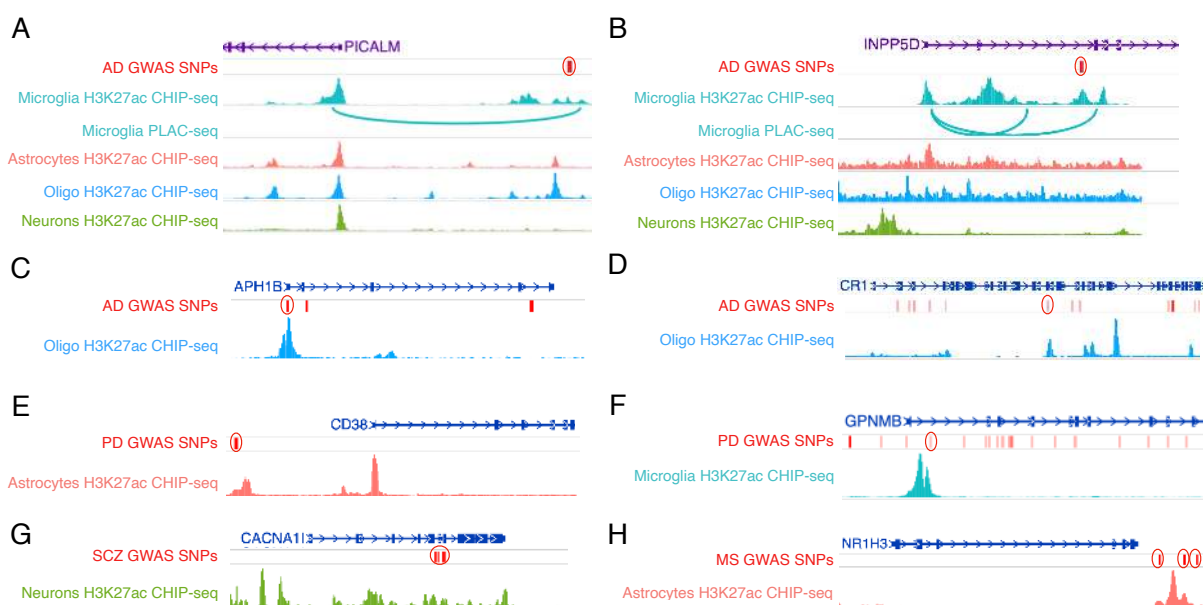 A
PICALM
AD GWAS SNPs
Microglia H3K27ac CHIP-seq
Microglia PLAC-seq
Astrocytes H3K27ac CHIP-seq
Oligo H3K27ac CHIP-seq
Neurons H3K27ac CHIP-seq
B
INPP5D
AD GWAS SNPs
Microglia H3K27ac CHIP-seq
Microglia PLAC-seq
Astrocytes H3K27ac CHIP-seq
Oligo H3K27ac CHIP-seq
Neurons H3K27ac CHIP-seq
C
APH1B
AD GWAS SNPs
Oligo H3K27ac CHIP-seq
D
CR1
AD GWAS SNPs
Oligo H3K27ac CHIP-seq
E
CD38
PD GWAS SNPs
Astrocytes H3K27ac CHIP-seq
F
GPNMB
PD GWAS SNPs
Microglia H3K27ac CHIP-seq
G
CACNA1I
SCZ GWAS SNPs
Neurons H3K27ac CHIP-seq
H
NR1H3
MS GWAS SNPs
Astrocytes H3K27ac CHIP-seq